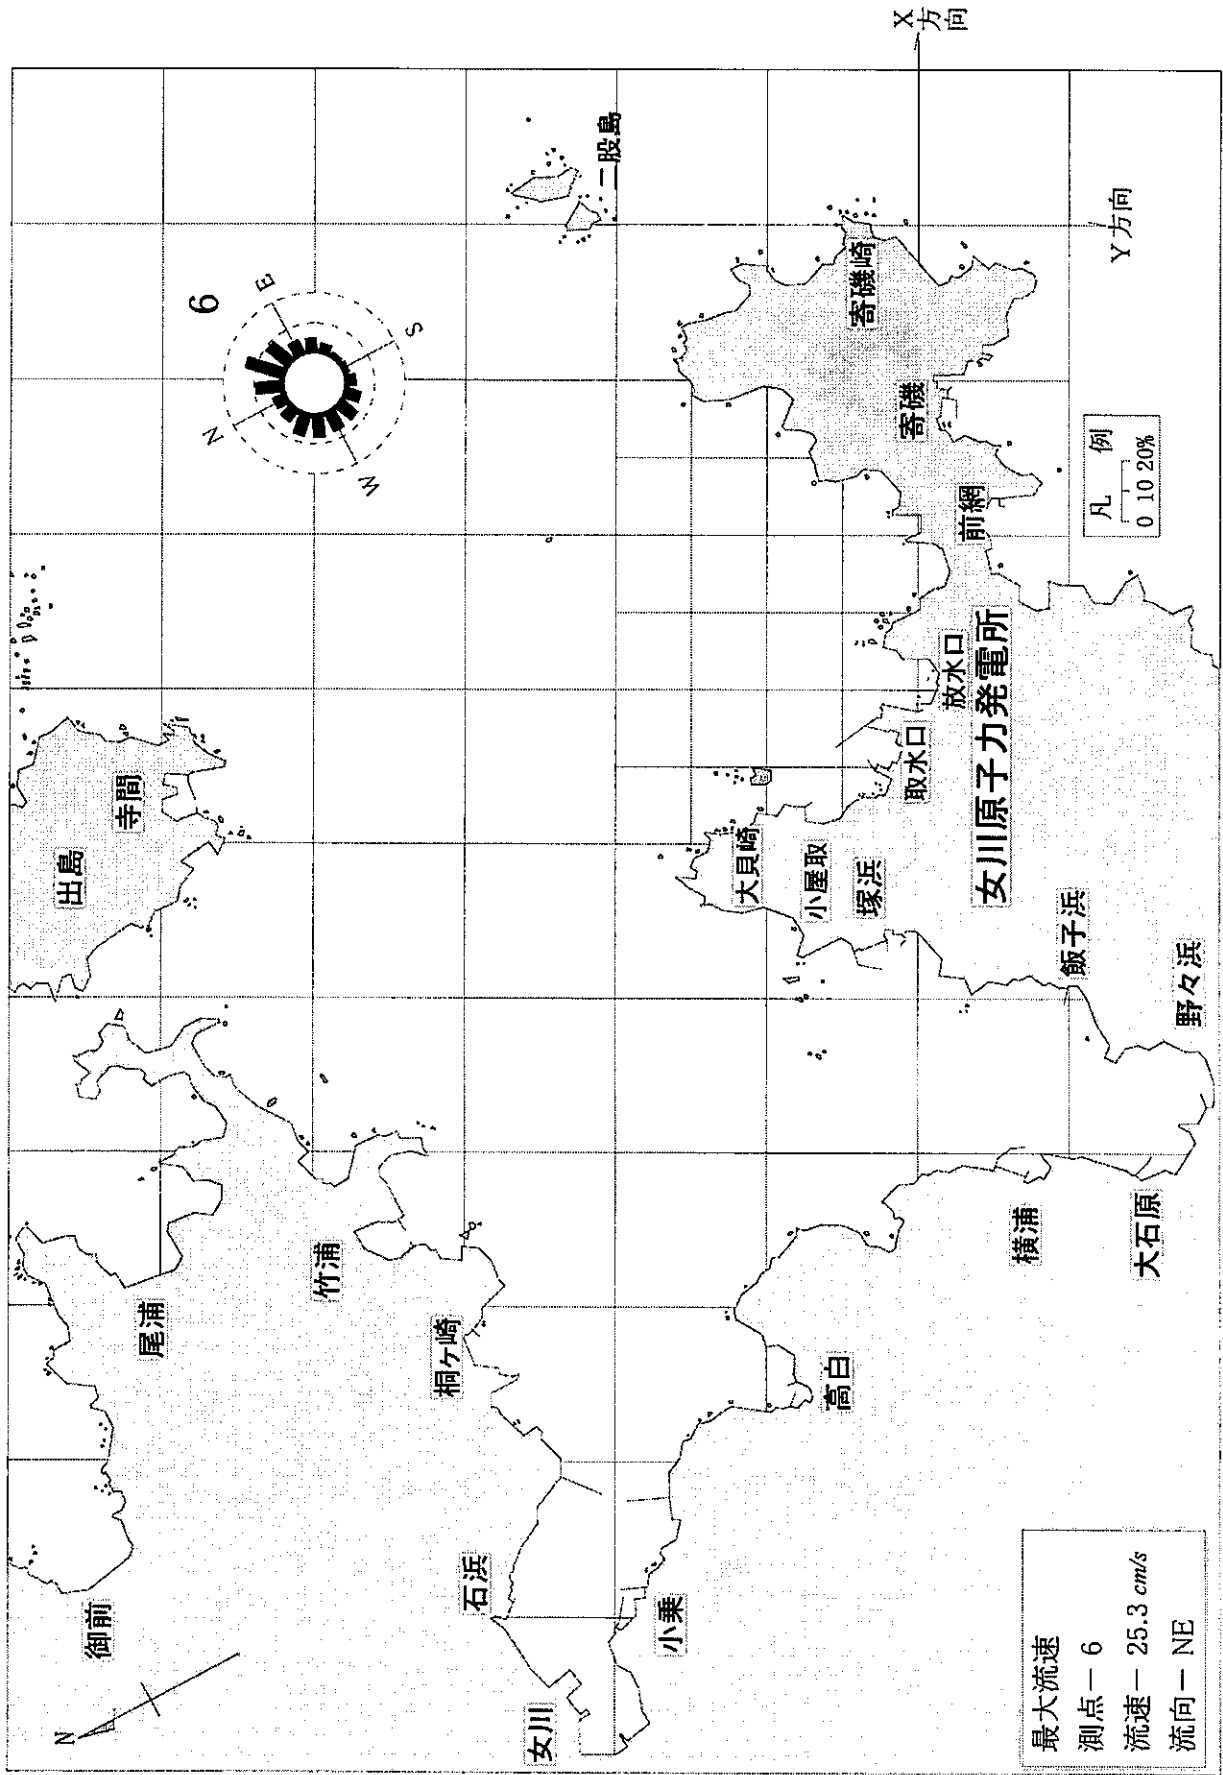 出島
寺間
御前
尾浦
竹浦
桐ヶ崎
石浜
女川
小乗
高白
横浦
大石原
野々浜
飯子浜
塚浜
小屋取
大貝崎
取水口
放水口
女川原子力発電所
前網
寄磯
寄磯崎
二股島
6
N
E
S
W
N
X
方向
Y方向
凡 例
0 10 20%
最大流速
測点－6
流速－25.3 cm/s
流向－NE